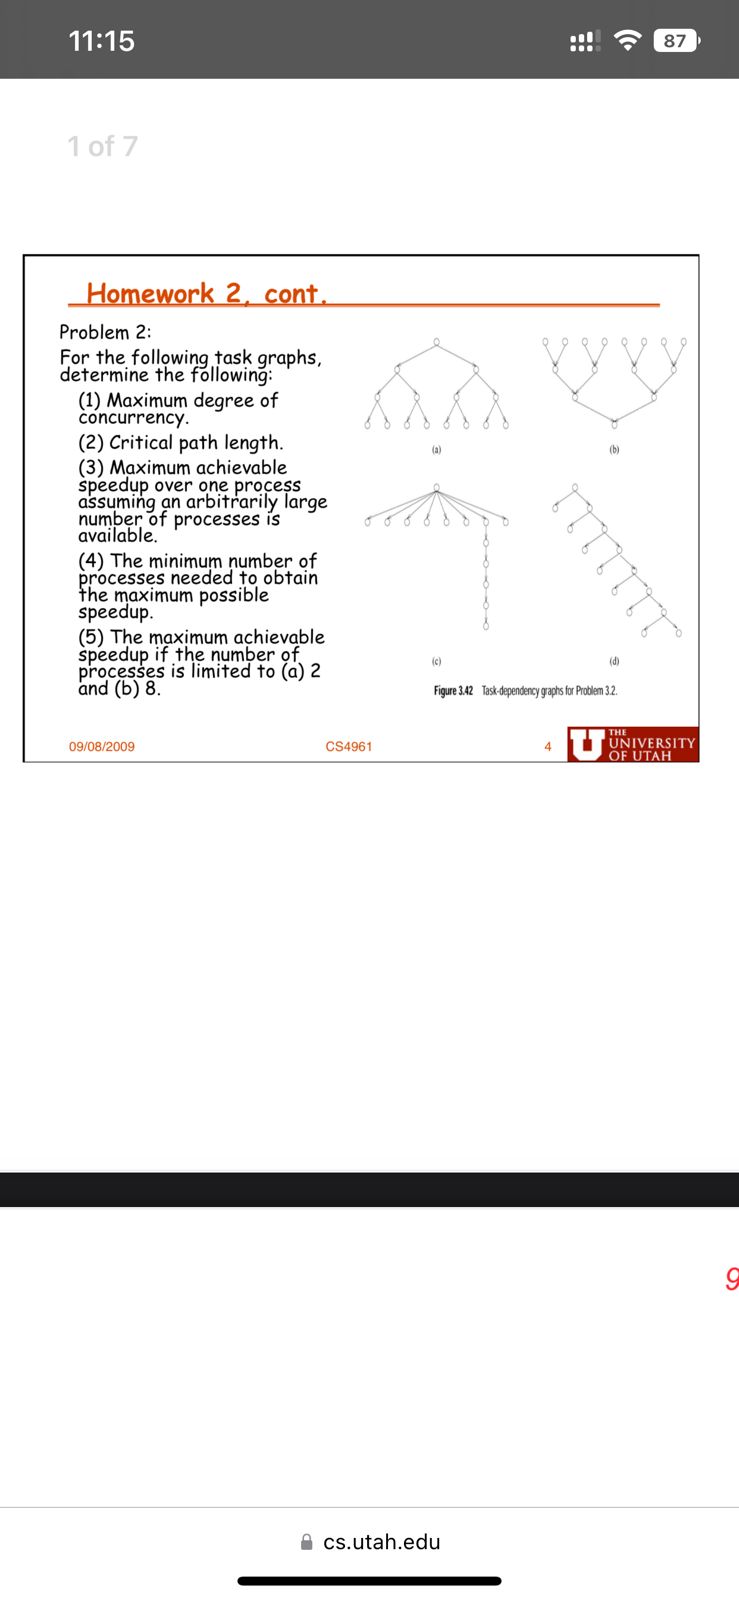 11:15
87
1 of 7
Homework 2, cont.
Problem 2:
For the following task graphs,
determine the following:
(1) Maximum degree of
concurrency.
(2) Critical path length.
(3) Maximum achievable
speedup over one process
assuming an arbitrarily large
number of processes is
available.
(4) The minimum number of
processes needed to obtain
the maximum possible
speedup.
(5) The maximum achievable
speedup if the number of
processes is limited to (a) 2
and (b) 8.
(a)
(b)
(c)
(d)
Figure 3.42 Task-dependency graphs for Problem 3.2.
09/08/2009
CS4961
4
U
THE
UNIVERSITY
OF UTAH
g
cs.utah.edu